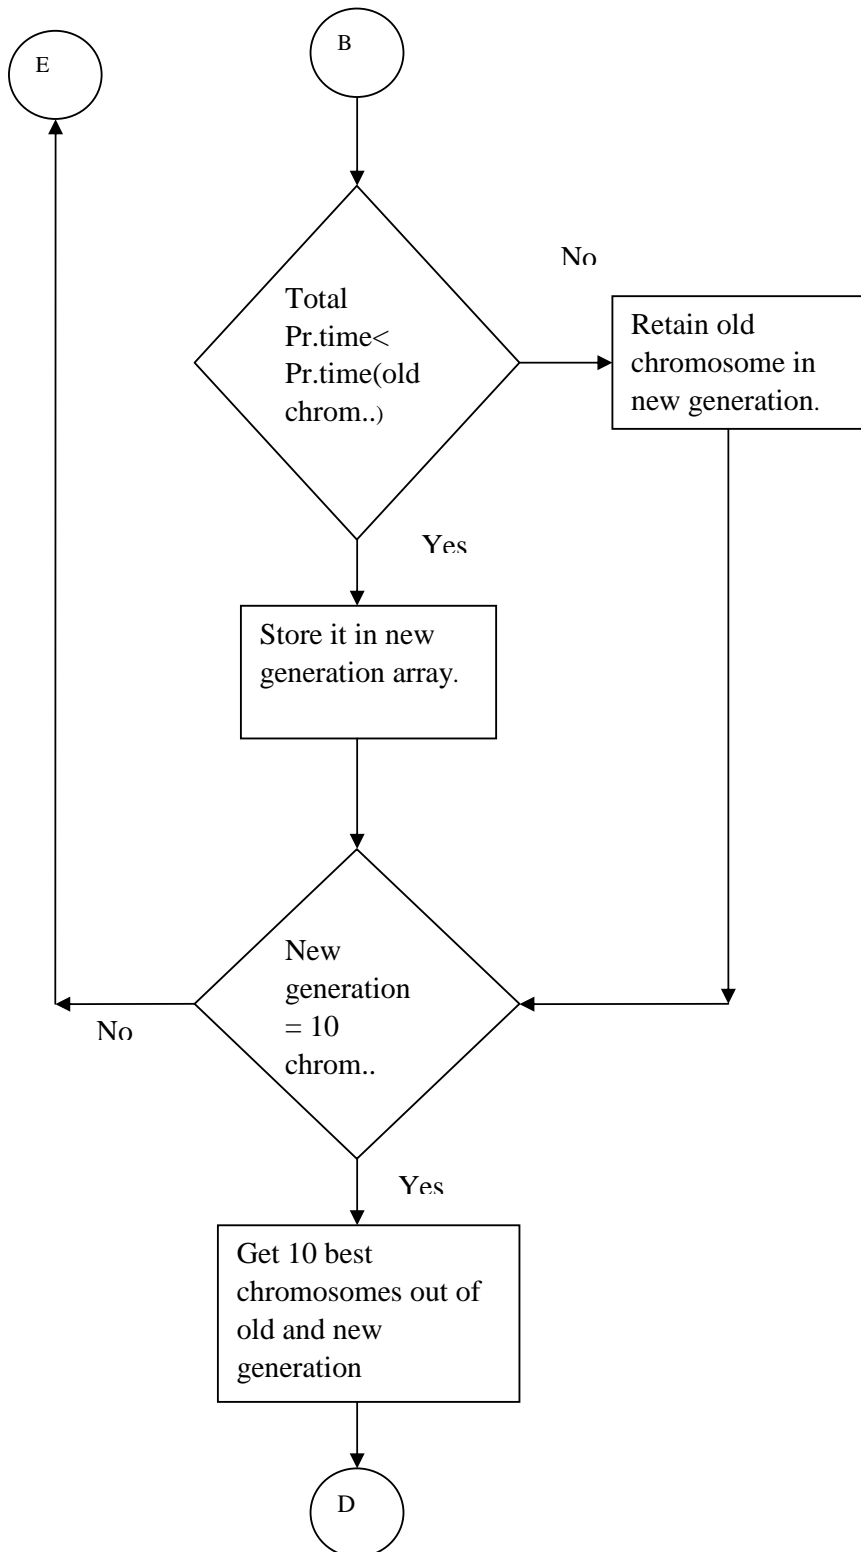 E
B
No
Total
Pr.time<
Pr.time(old
chrom..)
Retain old
chromosome in
new generation.
Yes
Store it in new
generation array.
New
generation
= 10
chrom..
No
Yes
Get 10 best
chromosomes out of
old and new
generation
D